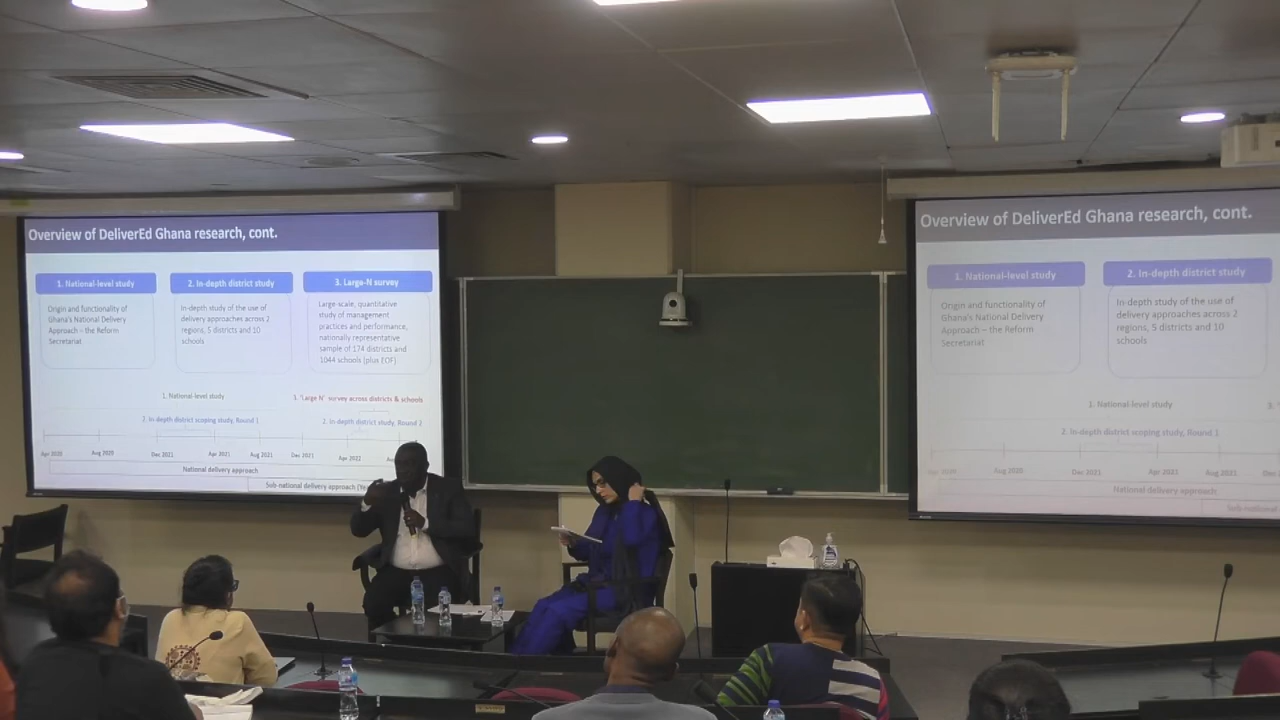 Overview of DeliverEd Ghana research, cont.
1. National-level study
2. In-depth district study
3. Large-N survey
Origin and functionality of
Ghana's National Delivery
Approach – the Reform
Secretariat
In-depth study of the use of
delivery approaches across 2
regions, 5 districts and 10
schools
Large-scale, quantitative
study of management
practices and performance,
nationally representative
sample of 174 districts and
1044 schools (plus EOF)
1. National-level study
3. 'Large N' survey across districts & schools
2. In-depth district scoping study, Round 1
2. In-depth district study, Round 2
Apr 2020
Aug 2020
Dec 2021
Apr 2021
Aug 2021
Dec 2021
Apr 2022
National delivery approach
Sub-national delivery approach
Overview of DeliverEd Ghana research, cont.
1. National-level study
2. In-depth district study
Origin and functionality of
Ghana's National Delivery
Approach – the Reform
Secretariat
In-depth study of the use of
delivery approaches across 2
regions, 5 districts and 10
schools
1. National-level study
3.
2. In-depth district scoping study, Round 1
Aug 2020
Dec 2021
Apr 2021
Aug 2021
National delivery approach
Sub-national